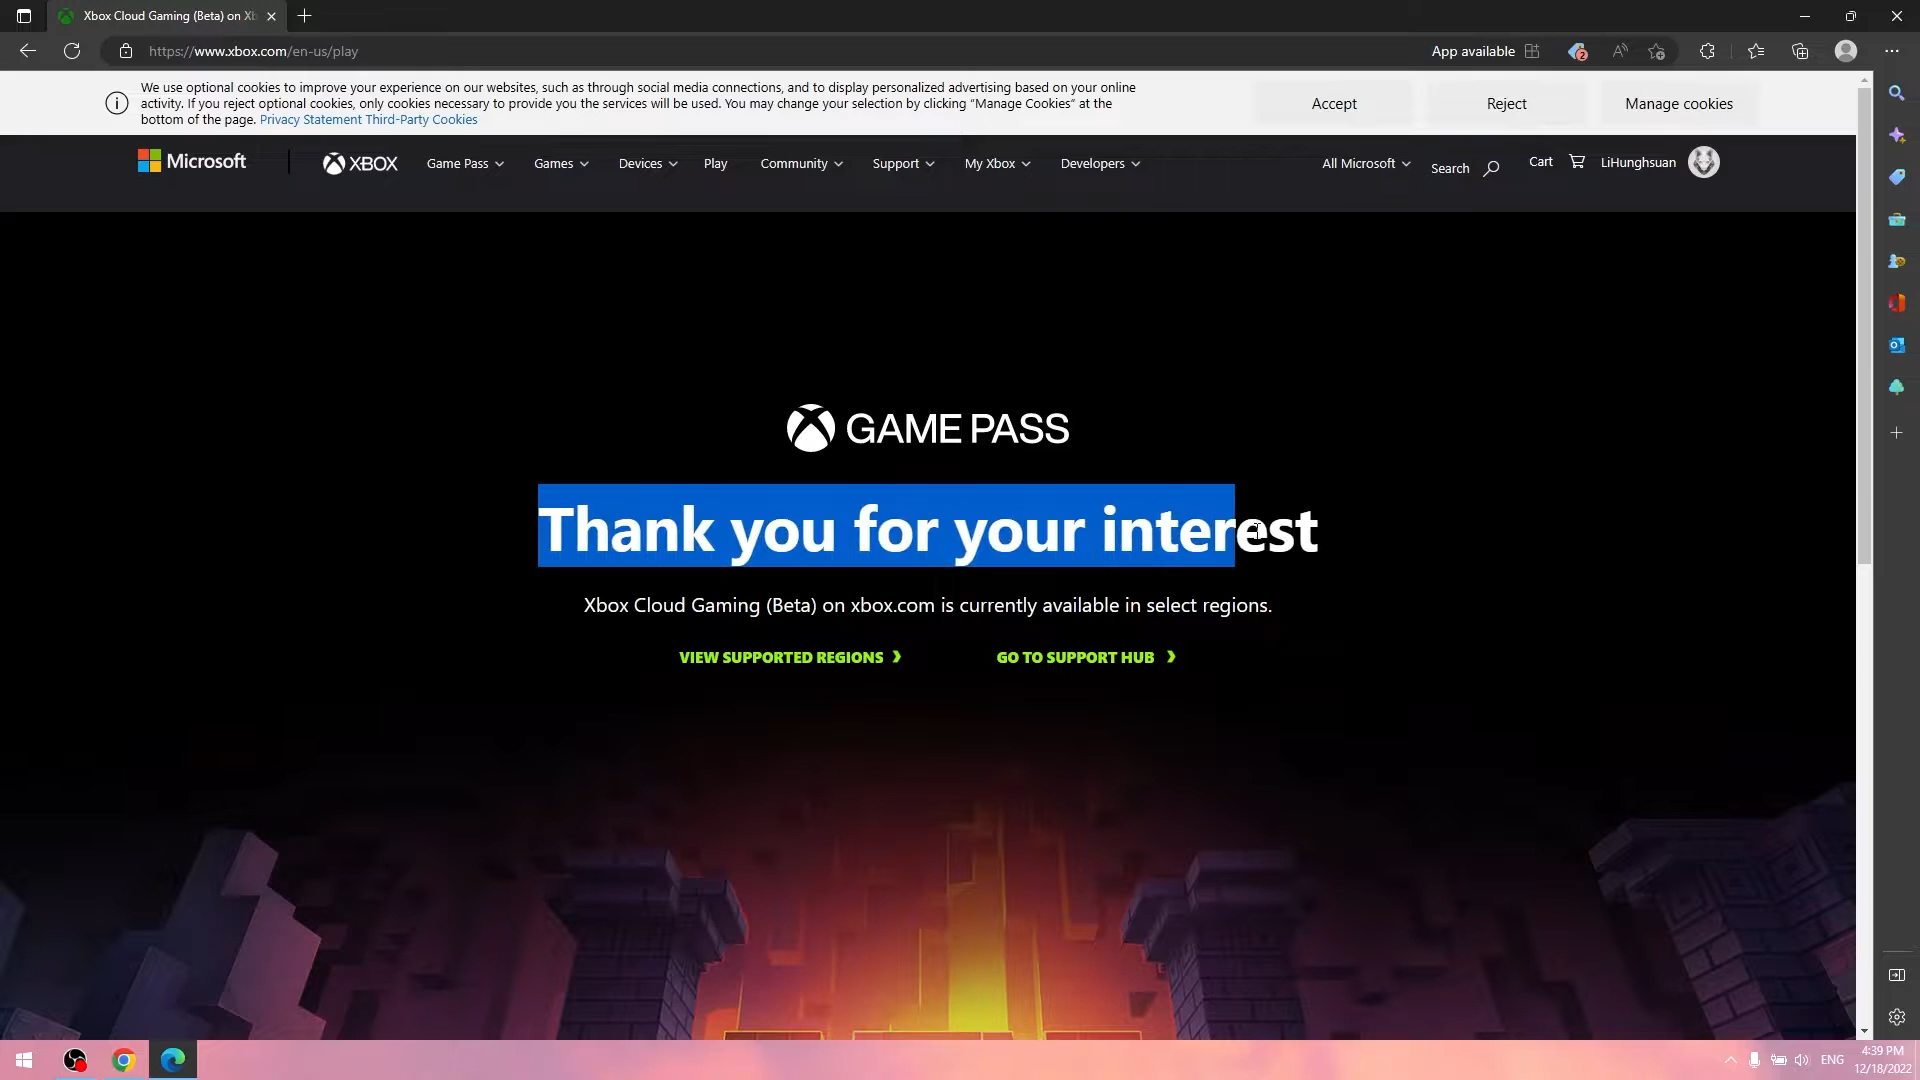 Xbox Cloud Gaming (Beta) on Xb
https://www.xbox.com/en-us/play
App available
2
We use optional cookies to improve your experience on our websites, such as through social media connections, and to display personalized advertising based on your online
activity. If you reject optional cookies, only cookies necessary to provide you the services will be used. You may change your selection by clicking “Manage Cookies” at the
bottom of the page. Privacy Statement Third-Party Cookies
Accept
Reject
Manage cookies
Microsoft
XBOX
Game Pass
Games
Devices
Play
Community
Support
My Xbox
Developers
All Microsoft
Search
Cart
LiHunghsuan
GAME PASS
Thank you for your interest
Xbox Cloud Gaming (Beta) on xbox.com is currently available in select regions.
VIEW SUPPORTED REGIONS
GO TO SUPPORT HUB
ENG
4:39 PM
12/18/2022